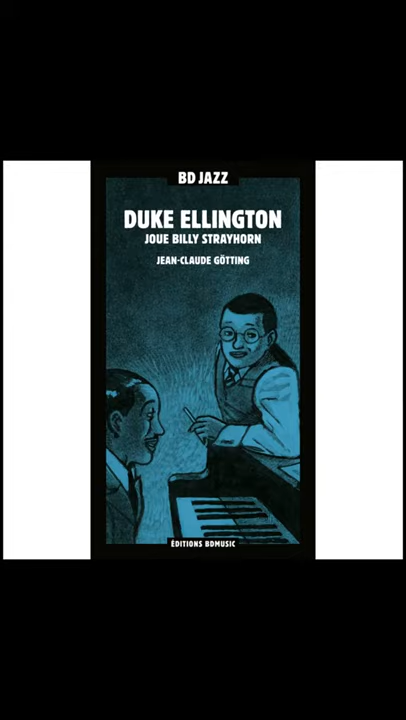 BD JAZZ
DUKE ELLINGTON
JOUE BILLY STRAYHORN
JEAN-CLAUDE GÖTTING
ÉDITIONS BDMUSIC